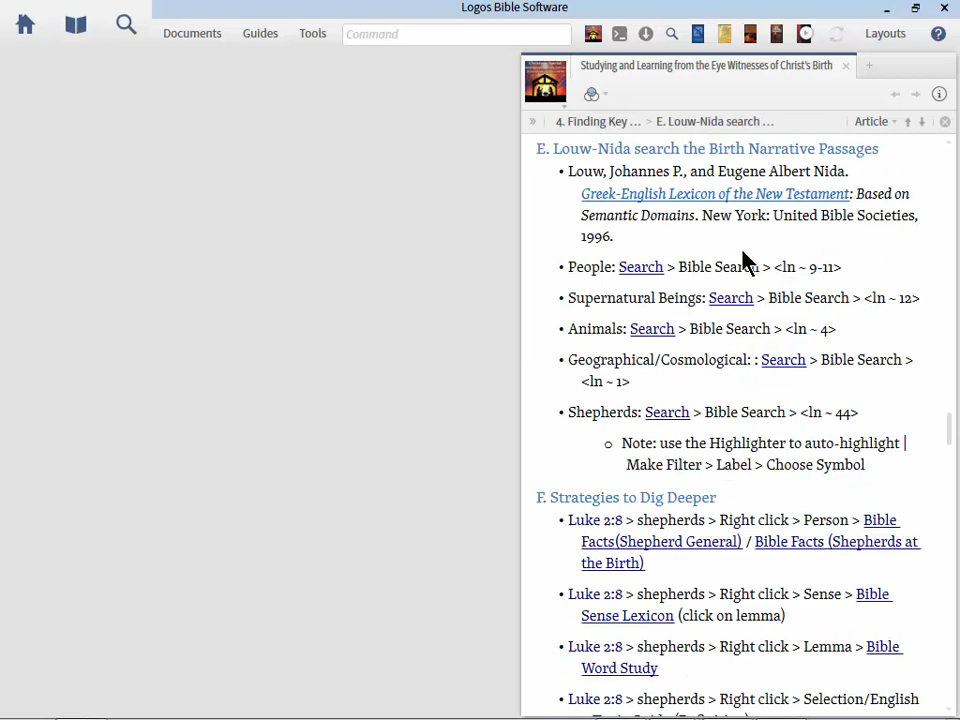 Logos Bible Software
Documents Guides Tools Command Layouts
Studying and Learning from the Eye Witnesses of Christ's Birth
4. Finding Key ... > E. Louw-Nida search ... Article
E. Louw-Nida search the Birth Narrative Passages
• Louw, Johannes P., and Eugene Albert Nida.
Greek-English Lexicon of the New Testament: Based on
Semantic Domains. New York: United Bible Societies,
1996.
• People: Search > Bible Search > <ln ~ 9-11>
• Supernatural Beings: Search > Bible Search > <ln ~ 12>
• Animals: Search > Bible Search > <ln ~ 4>
• Geographical/Cosmological: : Search > Bible Search >
<ln ~ 1>
• Shepherds: Search > Bible Search > <ln ~ 44>
o Note: use the Highlighter to auto-highlight |
Make Filter > Label > Choose Symbol
F. Strategies to Dig Deeper
• Luke 2:8 > shepherds > Right click > Person > Bible
Facts(Shepherd General) / Bible Facts (Shepherds at
the Birth)
• Luke 2:8 > shepherds > Right click > Sense > Bible
Sense Lexicon (click on lemma)
• Luke 2:8 > shepherds > Right click > Lemma > Bible
Word Study
• Luke 2:8 > shepherds > Right click > Selection/English